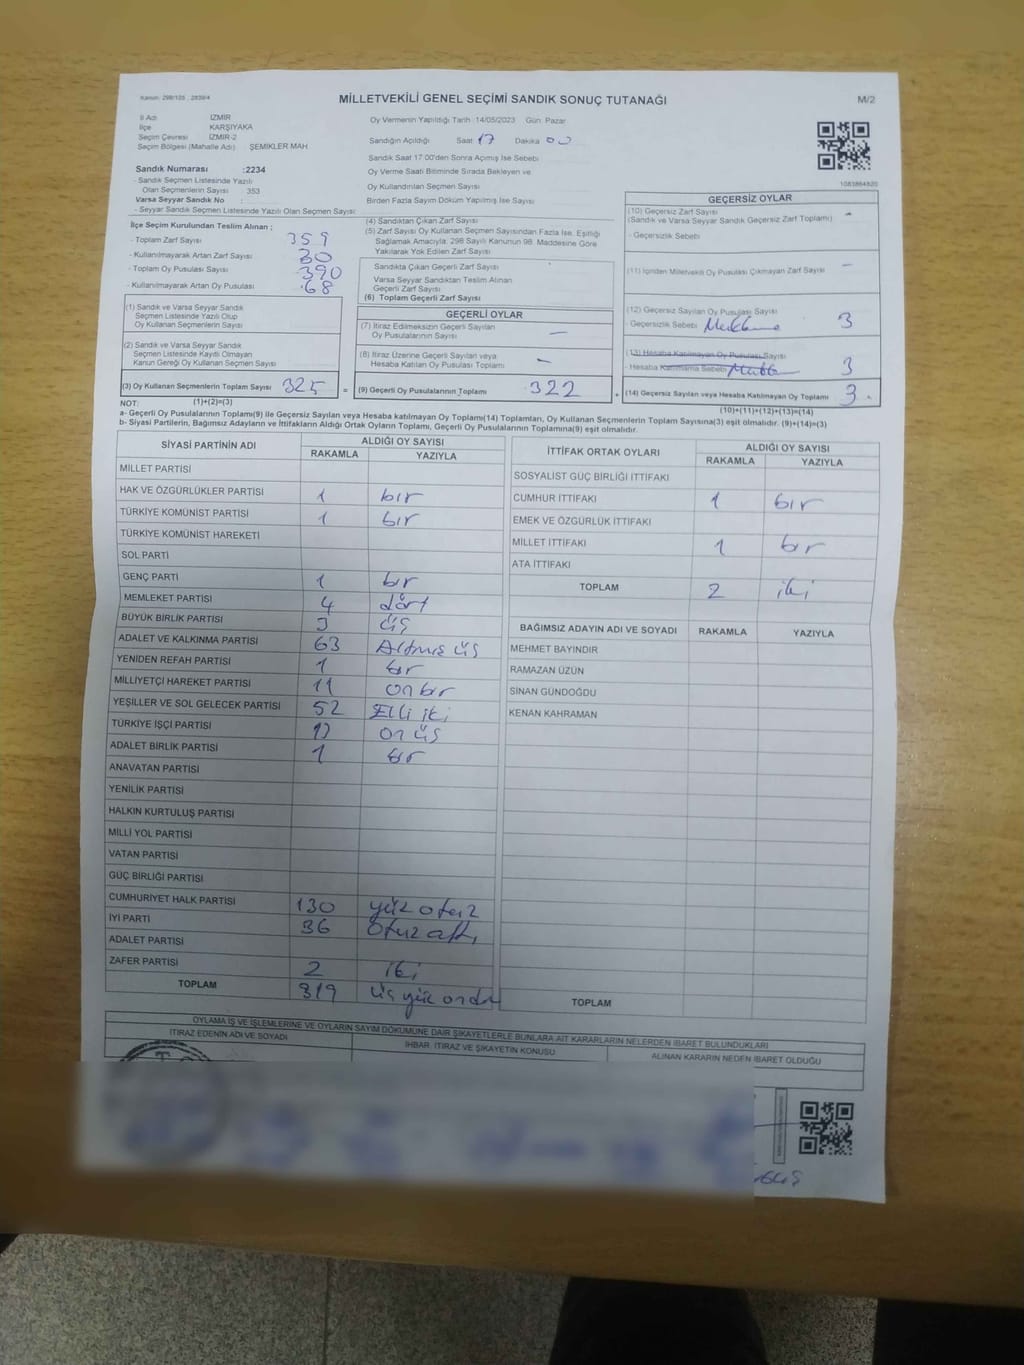 Kanun: 298/105 , 2839/4
MİLLETVEKİLİ GENEL SEÇİMİ SANDIK SONUÇ TUTANAĞI
M/2
İl Adı İZMİR
İlçe KARŞIYAKA
Seçim Çevresi İZMİR-2
Seçim Bölgesi (Mahalle Adı) ŞEMİKLER MAH
Sandık Numarası :2234
- Sandık Seçmen Listesinde Yazılı
Olan Seçmenlerin Sayısı : 353
Varsa Seyyar Sandık No :
- Seyyar Sandık Seçmen Listesinde Yazılı Olan Seçmen Sayısı:
Oy Vermenin Yapıldığı Tarih : 14/05/2023 Gün: Pazar
Sandığın Açıldığı Saat: 17 Dakika 00
Sandık Saat 17:00'den Sonra Açılmış İse Sebebi
Oy Verme Saati Bitiminde Sırada Bekleyen ve
Oy Kullandırılan Seçmen Sayısı
Birden Fazla Sayım Döküm Yapılmış İse Sayısı
İlçe Seçim Kurulundan Teslim Alınan ;
- Toplam Zarf Sayısı 359
- Kullanılmayarak Artan Zarf Sayısı 30
- Toplam Oy Pusulası Sayısı 390
- Kullanılmayarak Artan Oy Pusulası 68
(4) Sandıktan Çıkan Zarf Sayısı
(5) Zarf Sayısı Oy Kullanan Seçmen Sayısından Fazla İse, Eşitliği
Sağlamak Amacıyla; 298 Sayılı Kanunun 98. Maddesine Göre
Yakılarak Yok Edilen Zarf Sayısı
Sandıkta Çıkan Geçerli Zarf Sayısı
Varsa Seyyar Sandıktan Teslim Alınan
Geçerli Zarf Sayısı
(6) Toplam Geçerli Zarf Sayısı
1083864820
GEÇERSİZ OYLAR
(10) Geçersiz Zarf Sayısı -
(Sandık ve Varsa Seyyar Sandık Geçersiz Zarf Toplamı)
- Geçersizlik Sebebi
(11) İçinden Milletvekili Oy Pusulası Çıkmayan Zarf Sayısı -
(12) Geçersiz Sayılan Oy Pusulası Sayısı 3
- Geçersizlik Sebebi
(13) Hesaba Katılmayan Oy Pusulası Sayısı
- Hesaba Katılmama Sebebi 3
(14) Geçersiz Sayılan veya Hesaba Katılmayan Oy Toplamı 3
(10)+(11)+(12)+(13)=(14)
(1) Sandık ve Varsa Seyyar Sandık
Seçmen Listesinde Yazılı Olup
Oy Kullanan Seçmenlerin Sayısı
(2) Sandık ve Varsa Seyyar Sandık
Seçmen Listesinde Kayıtlı Olmayan
Kanun Gereği Oy Kullanan Seçmen Sayısı
(3) Oy Kullanan Seçmenlerin Toplam Sayısı 325 =
(1)+(2)=(3)
GEÇERLİ OYLAR
(7) İtiraz Edilmeksizin Geçerli Sayılan -
Oy Pusulalarının Sayısı
(8) İtiraz Üzerine Geçerli Sayılan veya -
Hesaba Katılan Oy Pusulası Toplamı
(9) Geçerli Oy Pusulalarının Toplamı 322 +
NOT:
a- Geçerli Oy Pusulalarının Toplamı(9) ile Geçersiz Sayılan veya Hesaba katılmayan Oy Toplamı(14) Toplamları, Oy Kullanan Seçmenlerin Toplam Sayısına(3) eşit olmalıdır. (9)+(14)=(3)
b- Siyasi Partilerin, Bağımsız Adayların ve İttifakların Aldığı Ortak Oyların Toplamı, Geçerli Oy Pusulalarının Toplamına(9) eşit olmalıdır.
SİYASİ PARTİNİN ADI ALDIĞI OY SAYISI
RAKAMLA YAZIYLA
MİLLET PARTİSİ
HAK VE ÖZGÜRLÜKLER PARTİSİ 1 bir
TÜRKİYE KOMÜNİST PARTİSİ 1 bir
TÜRKİYE KOMÜNİST HAREKETİ
SOL PARTİ
GENÇ PARTİ 1 bir
MEMLEKET PARTİSİ 4 dört
BÜYÜK BİRLİK PARTİSİ 3 üç
ADALET VE KALKINMA PARTİSİ 63 Altmış üç
YENİDEN REFAH PARTİSİ 1 bir
MİLLİYETÇİ HAREKET PARTİSİ 11 on bir
YEŞİLLER VE SOL GELECEK PARTİSİ 52 Elli iki
TÜRKİYE İŞÇİ PARTİSİ 13 on üç
ADALET BİRLİK PARTİSİ 1 bir
ANAVATAN PARTİSİ
YENİLİK PARTİSİ
HALKIN KURTULUŞ PARTİSİ
MİLLİ YOL PARTİSİ
VATAN PARTİSİ
GÜÇ BİRLİĞİ PARTİSİ
CUMHURİYET HALK PARTİSİ 130 yüz otuz
İYİ PARTİ 36 otuz altı
ADALET PARTİSİ
ZAFER PARTİSİ 2 iki
TOPLAM 319 üç yüz
İTTİFAK ORTAK OYLARI ALDIĞI OY SAYISI
RAKAMLA YAZIYLA
SOSYALİST GÜÇ BİRLİĞİ İTTİFAKI
CUMHUR İTTİFAKI 1 bir
EMEK VE ÖZGÜRLÜK İTTİFAKI
MİLLET İTTİFAKI 1 bir
ATA İTTİFAKI
TOPLAM 2 iki
BAĞIMSIZ ADAYIN ADI VE SOYADI RAKAMLA YAZIYLA
MEHMET BAYINDIR
RAMAZAN ÜZÜN
SİNAN GÜNDOĞDU
KENAN KAHRAMAN
TOPLAM
OYLAMA İŞ VE İŞLEMLERİNE VE OYLARIN SAYIM DÖKÜMÜNE DAİR ŞİKAYETLERLE BUNLARA AİT KARARLARIN NELERDEN İBARET BULUNDUKLARI
İTİRAZ EDENİN ADI VE SOYADI İHBAR, İTİRAZ VE ŞİKAYETİN KONUSU ALINAN KARARIN NEDEN İBARET OLDUĞU